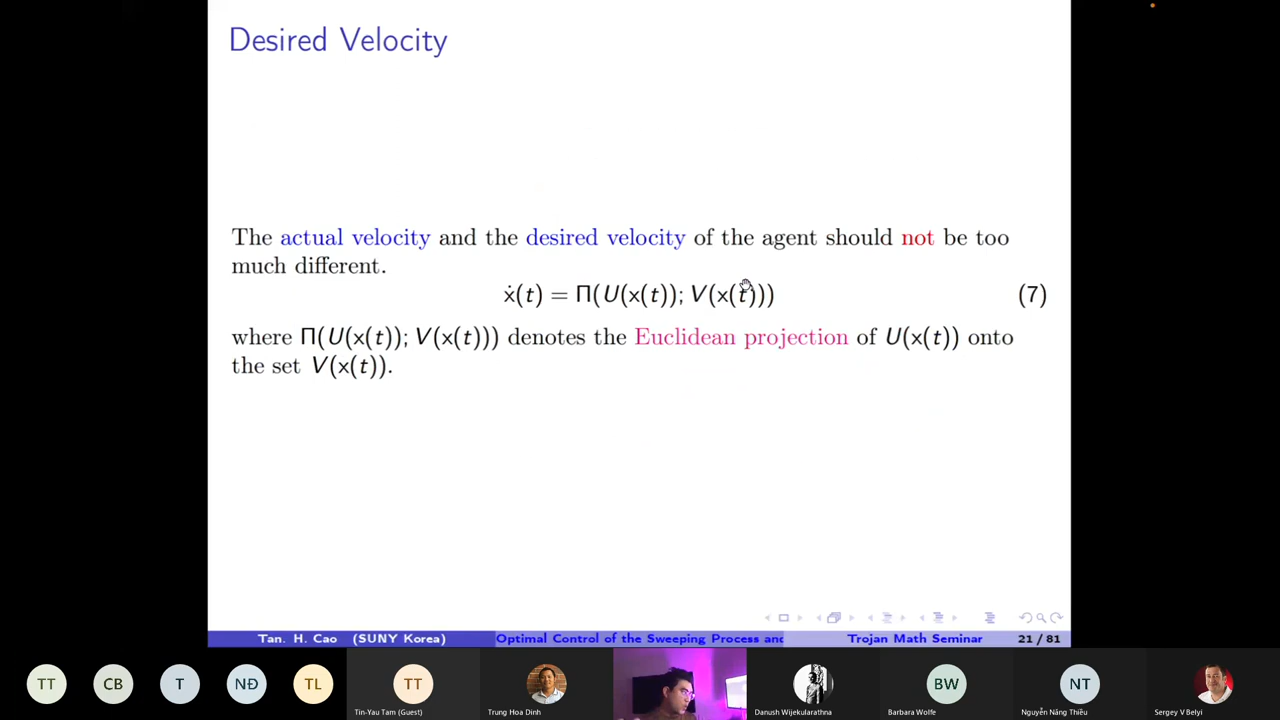 Desired Velocity
The actual velocity and the desired velocity of the agent should not be too
much different.
ẋ(t) = Π(U(x(t)); V(x(t))) (7)
where Π(U(x(t)); V(x(t))) denotes the Euclidean projection of U(x(t)) onto
the set V(x(t)).
Tan. H. Cao (SUNY Korea) Optimal Control of the Sweeping Process and Trojan Math Seminar 21 / 81
TT CB T NĐ TL TT BW NT
Tin-Yau Tam (Guest) Trung Hoa Dinh Danush Wijekularathna Barbara Wolfe Nguyễn Năng Thiều Sergey V Belyi